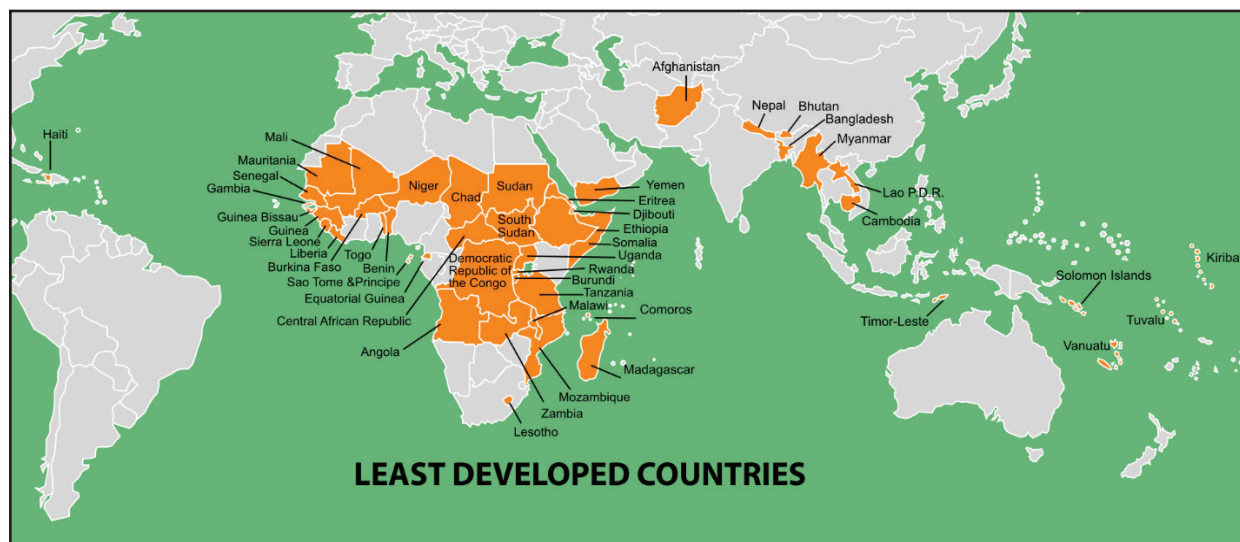 Afghanistan
Nepal
Bhutan
Bangladesh
Myanmar
Haiti
Mali
Mauritania
Senegal
Gambia
Niger
Chad
Sudan
Yemen
Eritrea
Lao P.D.R.
Guinea Bissau
Guinea
Sierra Leone
Liberia
Togo
Burkina Faso
Benin
Sao Tome &Principe
Equatorial Guinea
Central African Republic
South
Sudan
Djibouti
Ethiopia
Somalia
Uganda
Cambodia
Democratic
Republic of
the Congo
Rwanda
Burundi
Tanzania
Malawi
Comoros
Kiriba
Solomon Islands
Timor-Leste
Tuvalu
Vanuatu
Angola
Madagascar
Mozambique
Zambia
Lesotho
LEAST DEVELOPED COUNTRIES